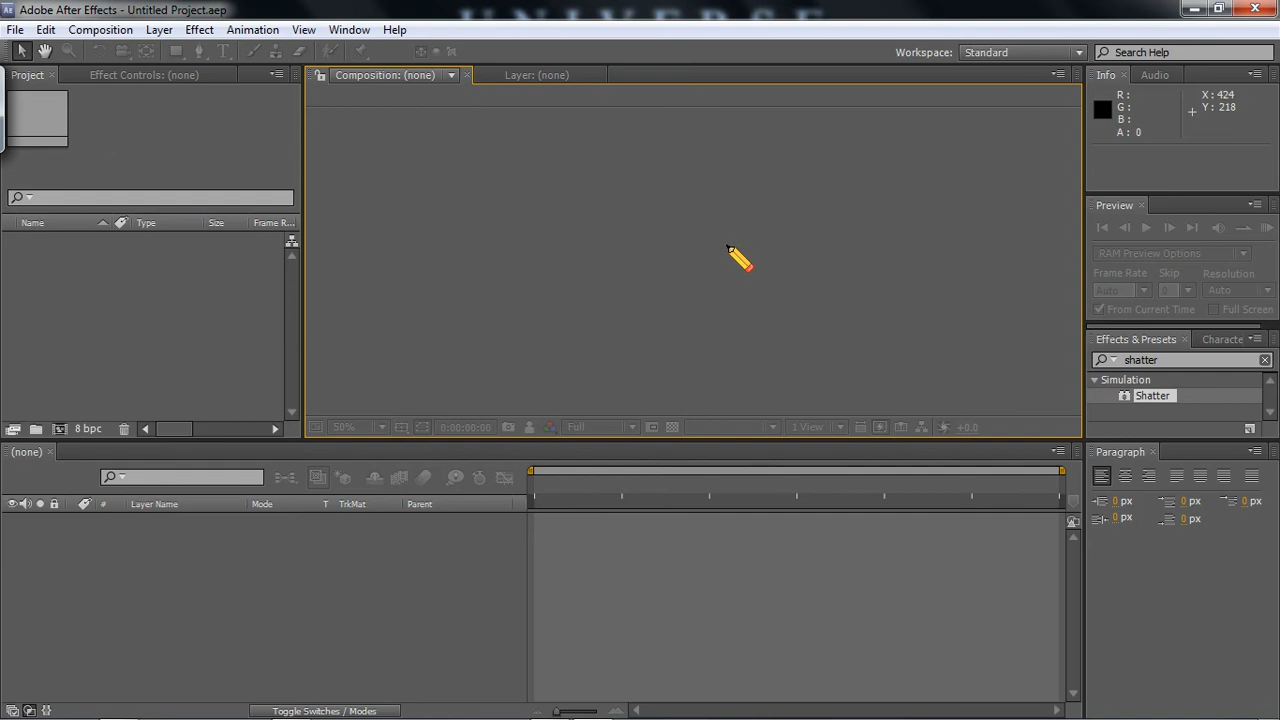 UNIVERSE
Adobe After Effects - Untitled Project.aep
File Edit Composition Layer Effect Animation View Window Help
Workspace: Standard Search Help
Project Effect Controls: (none) Composition: (none) Layer: (none) Info Audio
R: X: 424
G: Y: 218
B:
A: 0
Name Type Size Frame R...
Preview
RAM Preview Options
Frame Rate Skip Resolution
Auto 0 Auto
From Current Time Full Screen
Effects & Presets Characte
shatter
Simulation
Shatter
8 bpc 50% 0:00:00:00 Full 1 View +0.0
(none) Paragraph
# Layer Name Mode T TrkMat Parent
0 px 0 px 0 px
0 px 0 px
Toggle Switches / Modes